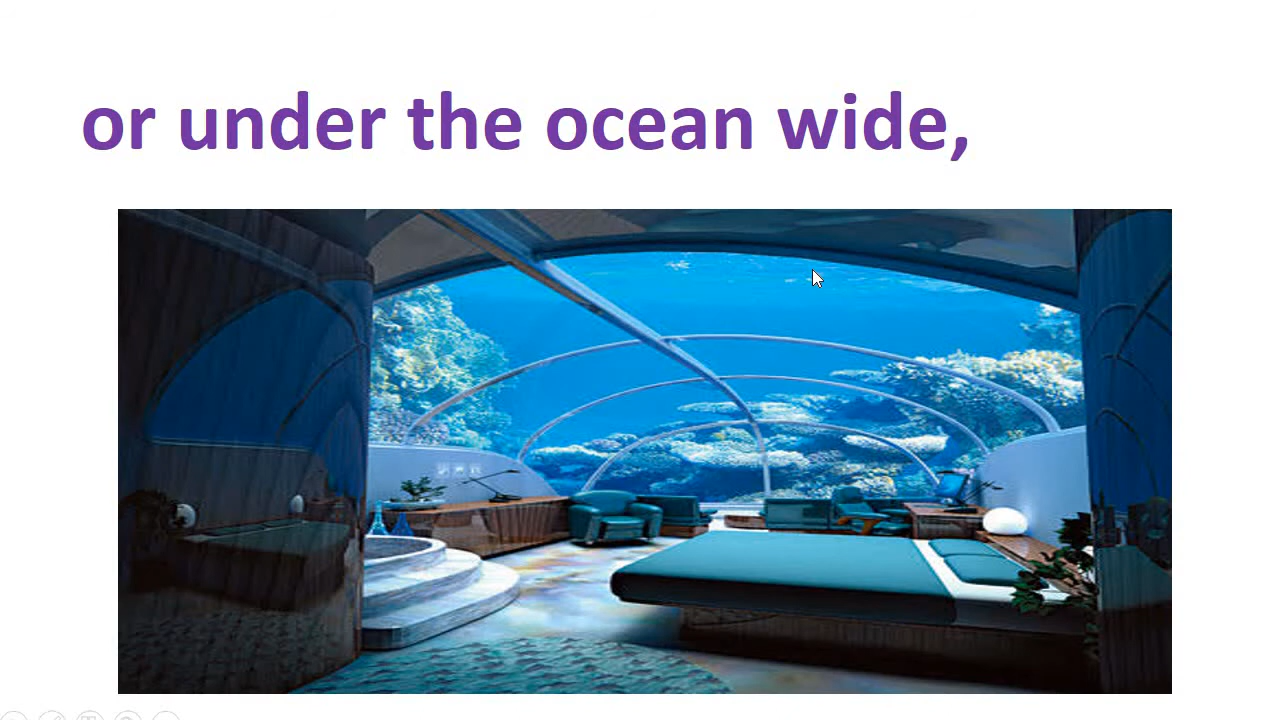 or under the ocean wide,